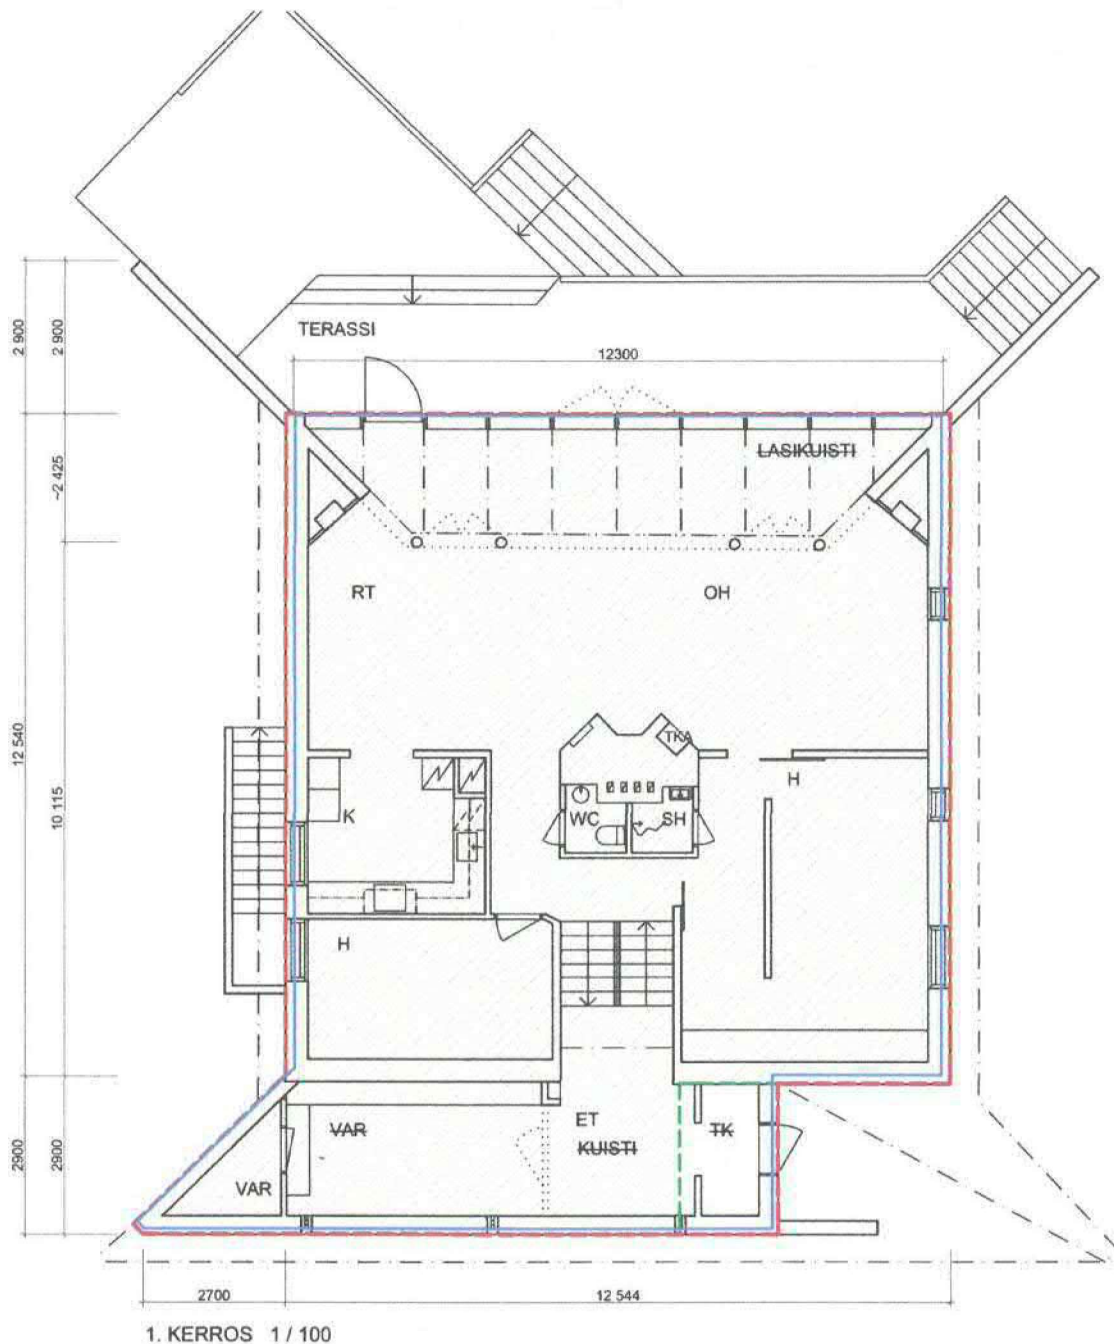 TERASSI
12300
2 900
2 900
LASIKUISTI
~2 425
RT
OH
12 540
10 115
TKA
H
K
WC
SH
H
ET
VAR
KUISTI
TK
VAR
2900
2900
2700
12 544
1. KERROS 1 / 100